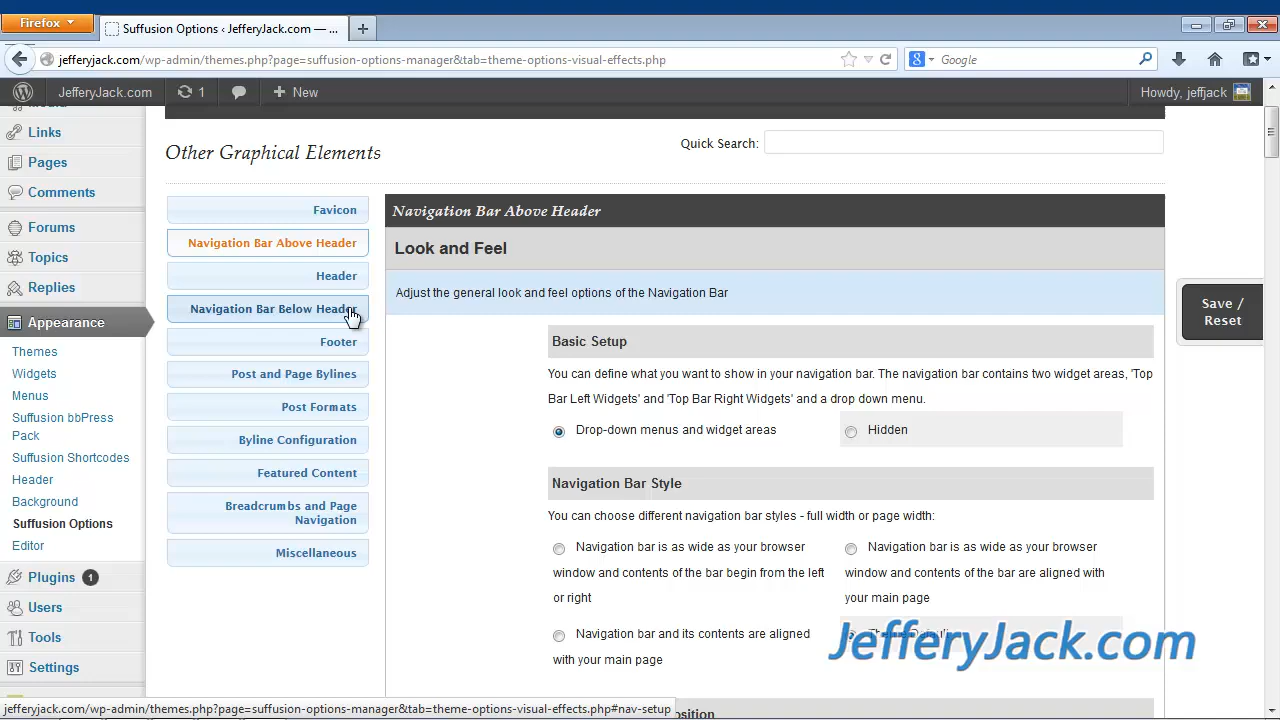 Firefox
Suffusion Options ‹ JefferyJack.com — ...
jefferyjack.com/wp-admin/themes.php?page=suffusion-options-manager&tab=theme-options-visual-effects.php
Google
JefferyJack.com
1
New
Howdy, jeffjack
Links
Pages
Comments
Forums
Topics
Replies
Appearance
Themes
Widgets
Menus
Suffusion bbPress
Pack
Suffusion Shortcodes
Header
Background
Suffusion Options
Editor
Plugins 1
Users
Tools
Settings
Other Graphical Elements
Quick Search:
Favicon
Navigation Bar Above Header
Header
Navigation Bar Below Header
Footer
Post and Page Bylines
Post Formats
Byline Configuration
Featured Content
Breadcrumbs and Page
Navigation
Miscellaneous
Navigation Bar Above Header
Look and Feel
Adjust the general look and feel options of the Navigation Bar
Basic Setup
You can define what you want to show in your navigation bar. The navigation bar contains two widget areas, 'Top
Bar Left Widgets' and 'Top Bar Right Widgets' and a drop down menu.
Drop-down menus and widget areas
Hidden
Navigation Bar Style
You can choose different navigation bar styles - full width or page width:
Navigation bar is as wide as your browser
window and contents of the bar begin from the left
or right
Navigation bar is as wide as your browser
window and contents of the bar are aligned with
your main page
Navigation bar and its contents are aligned
with your main page
Save /
Reset
JefferyJack.com
jefferyjack.com/wp-admin/themes.php?page=suffusion-options-manager&tab=theme-options-visual-effects.php#nav-setup